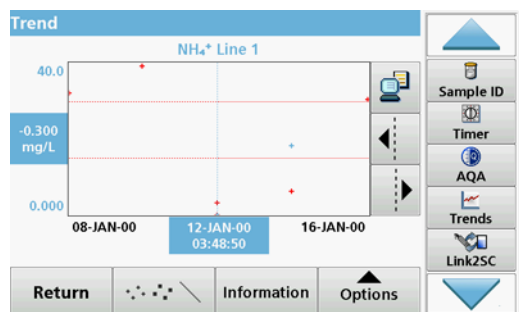 Trend
NH₄⁺ Line 1
40.0
-0.300
mg/L
0.000
08-JAN-00
12-JAN-00
03:48:50
16-JAN-00
Sample ID
Timer
AQA
Trends
Link2SC
Return
Information
Options